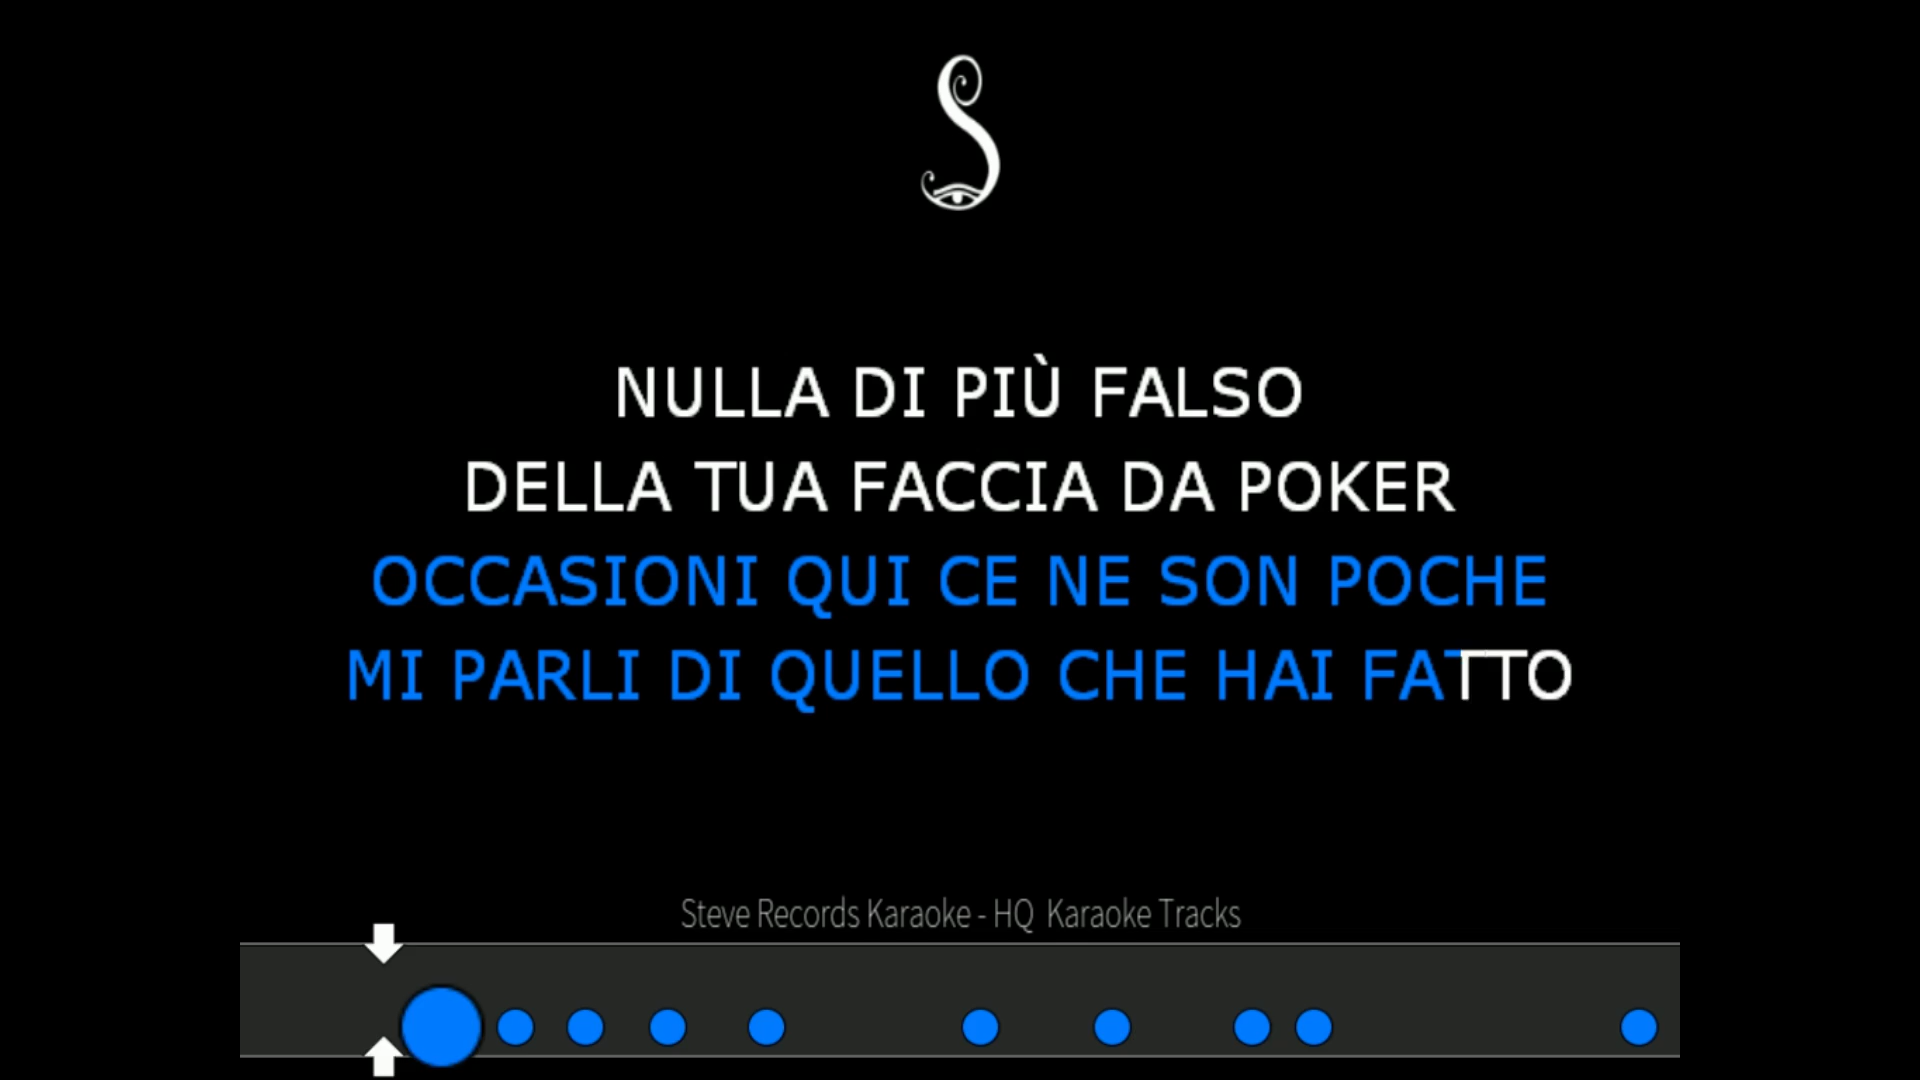 S
NULLA DI PIÙ FALSO
DELLA TUA FACCIA DA POKER
OCCASIONI QUI CE NE SON POCHE
MI PARLI DI QUELLO CHE HAI FATTO
Steve Records Karaoke - HQ Karaoke Tracks